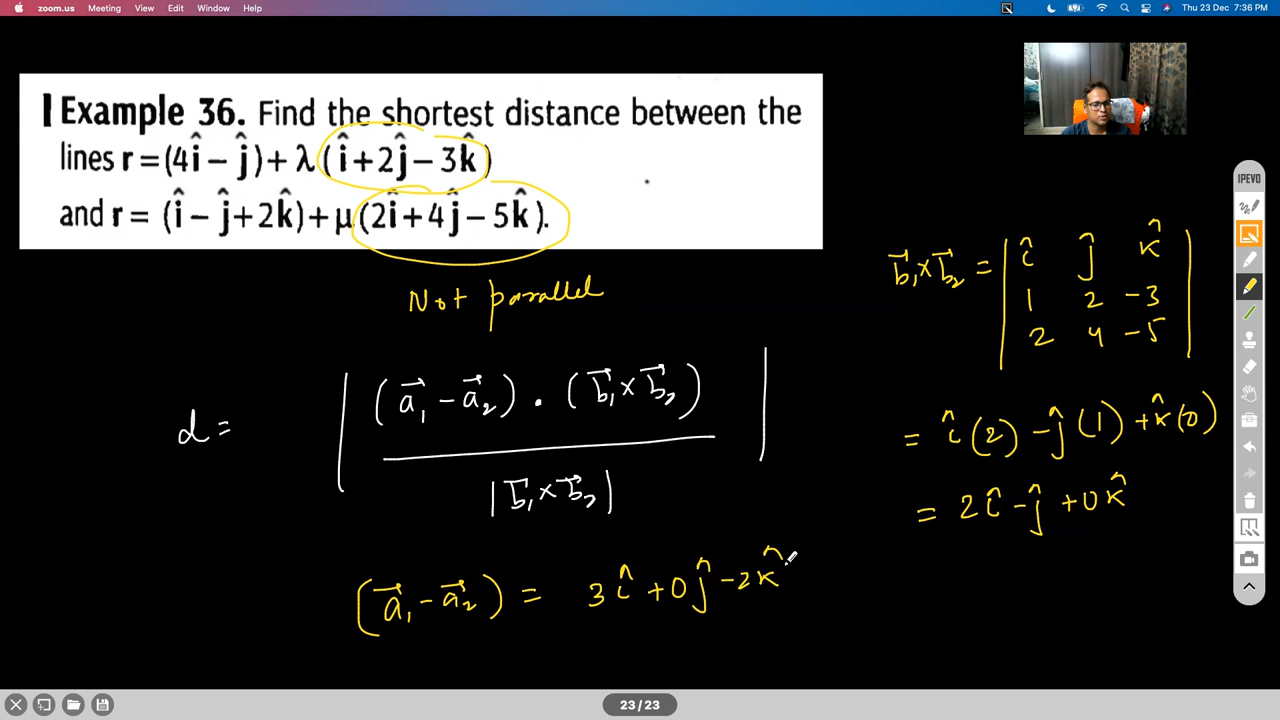 zoom.us Meeting View Edit Window Help Thu 23 Dec 7:36 PM
Example 36. Find the shortest distance between the
lines r = (4î − ĵ) + λ(î + 2ĵ − 3k̂)
and r = (î − ĵ + 2k̂) + μ(2î + 4ĵ − 5k̂).
Not parallel
d = | (a⃗₁ − a⃗₂) · (b⃗₁ × b⃗₂) |
|b⃗₁ × b⃗₂|
(a⃗₁ − a⃗₂) = 3î + 0ĵ − 2k̂
b⃗₁ × b⃗₂ = | î ĵ k̂ |
1 2 −3
2 4 −5
= î(2) − ĵ(1) + k̂(0)
= 2î − ĵ + 0k̂
IPEVO
23 / 23